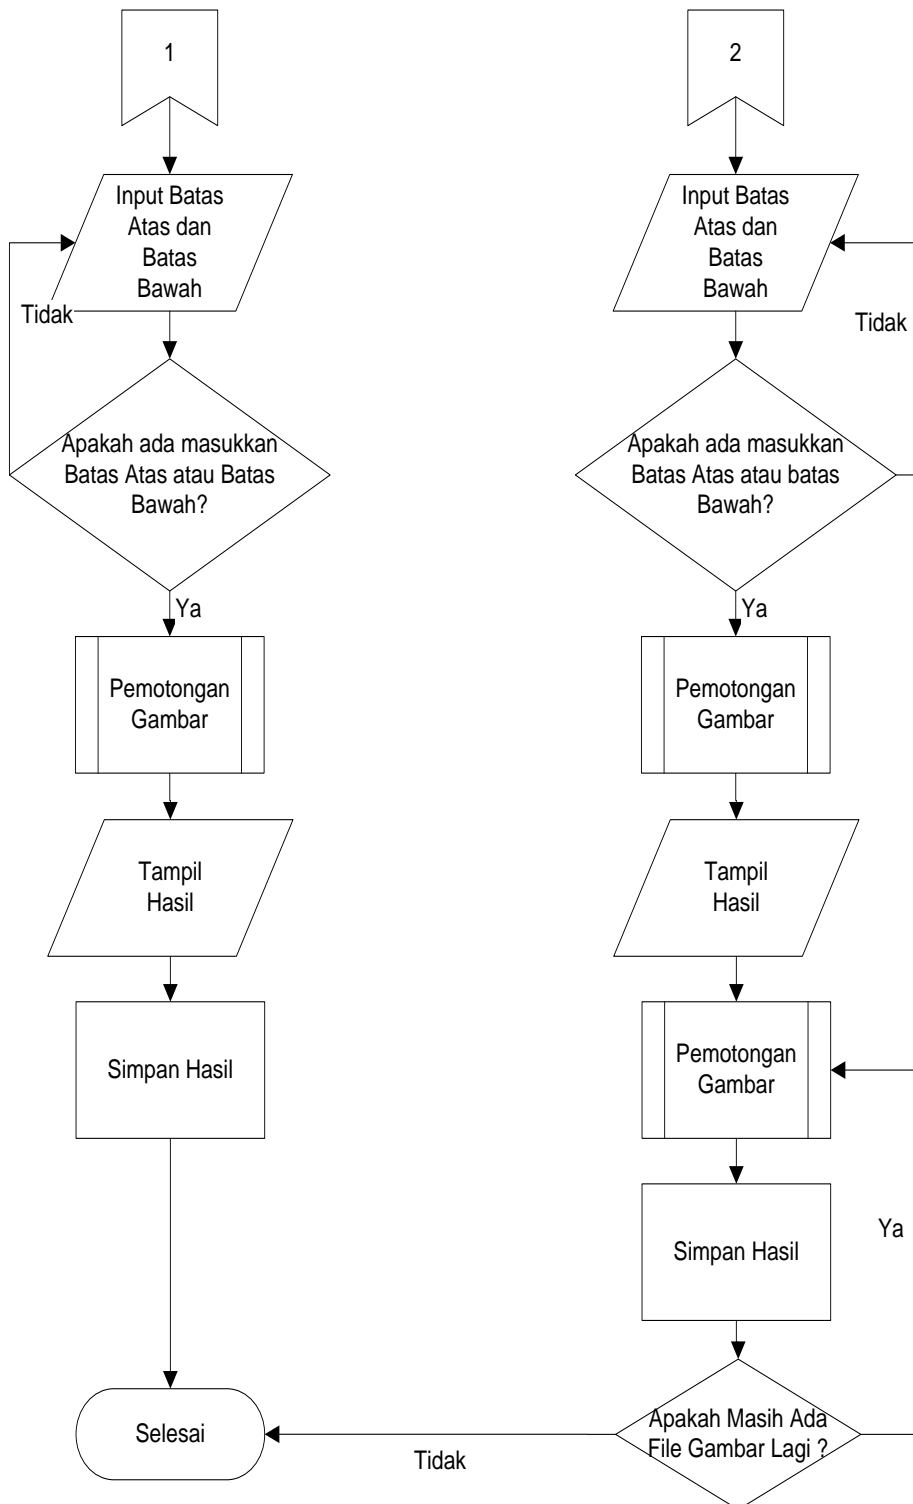 1
Input Batas
Atas dan
Batas
Bawah
Tidak
Apakah ada masukkan
Batas Atas atau Batas
Bawah?
Ya
Pemotongan
Gambar
Tampil
Hasil
Simpan Hasil
Selesai
2
Input Batas
Atas dan
Batas
Bawah
Tidak
Apakah ada masukkan
Batas Atas atau batas
Bawah?
Ya
Pemotongan
Gambar
Tampil
Hasil
Pemotongan
Gambar
Ya
Simpan Hasil
Apakah Masih Ada
File Gambar Lagi ?
Tidak